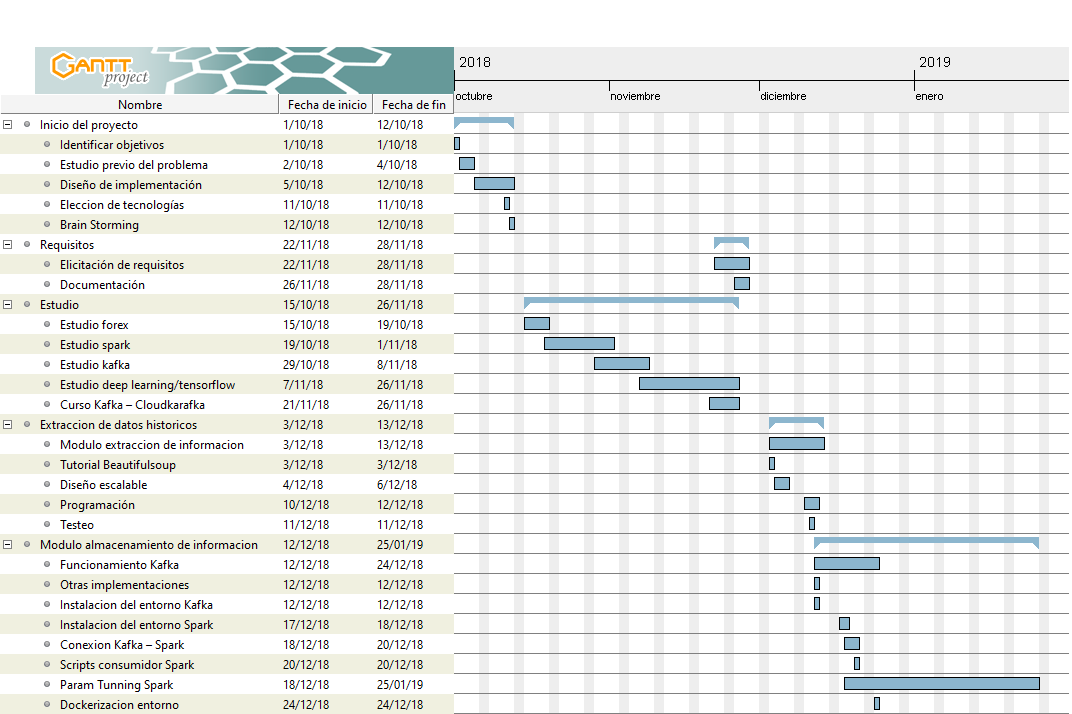 GANTT
project
2018
2019
octubre
noviembre
diciembre
enero
Nombre Fecha de inicio Fecha de fin
Inicio del proyecto 1/10/18 12/10/18
Identificar objetivos 1/10/18 1/10/18
Estudio previo del problema 2/10/18 4/10/18
Diseño de implementación 5/10/18 12/10/18
Eleccion de tecnologías 11/10/18 11/10/18
Brain Storming 12/10/18 12/10/18
Requisitos 22/11/18 28/11/18
Elicitación de requisitos 22/11/18 28/11/18
Documentación 26/11/18 28/11/18
Estudio 15/10/18 26/11/18
Estudio forex 15/10/18 19/10/18
Estudio spark 19/10/18 1/11/18
Estudio kafka 29/10/18 8/11/18
Estudio deep learning/tensorflow 7/11/18 26/11/18
Curso Kafka – Cloudkarafka 21/11/18 26/11/18
Extraccion de datos historicos 3/12/18 13/12/18
Modulo extraccion de informacion 3/12/18 13/12/18
Tutorial Beautifulsoup 3/12/18 3/12/18
Diseño escalable 4/12/18 6/12/18
Programación 10/12/18 12/12/18
Testeo 11/12/18 11/12/18
Modulo almacenamiento de informacion 12/12/18 25/01/19
Funcionamiento Kafka 12/12/18 24/12/18
Otras implementaciones 12/12/18 12/12/18
Instalacion del entorno Kafka 12/12/18 12/12/18
Instalacion del entorno Spark 17/12/18 18/12/18
Conexion Kafka – Spark 18/12/18 20/12/18
Scripts consumidor Spark 20/12/18 20/12/18
Param Tunning Spark 18/12/18 25/01/19
Dockerizacion entorno 24/12/18 24/12/18